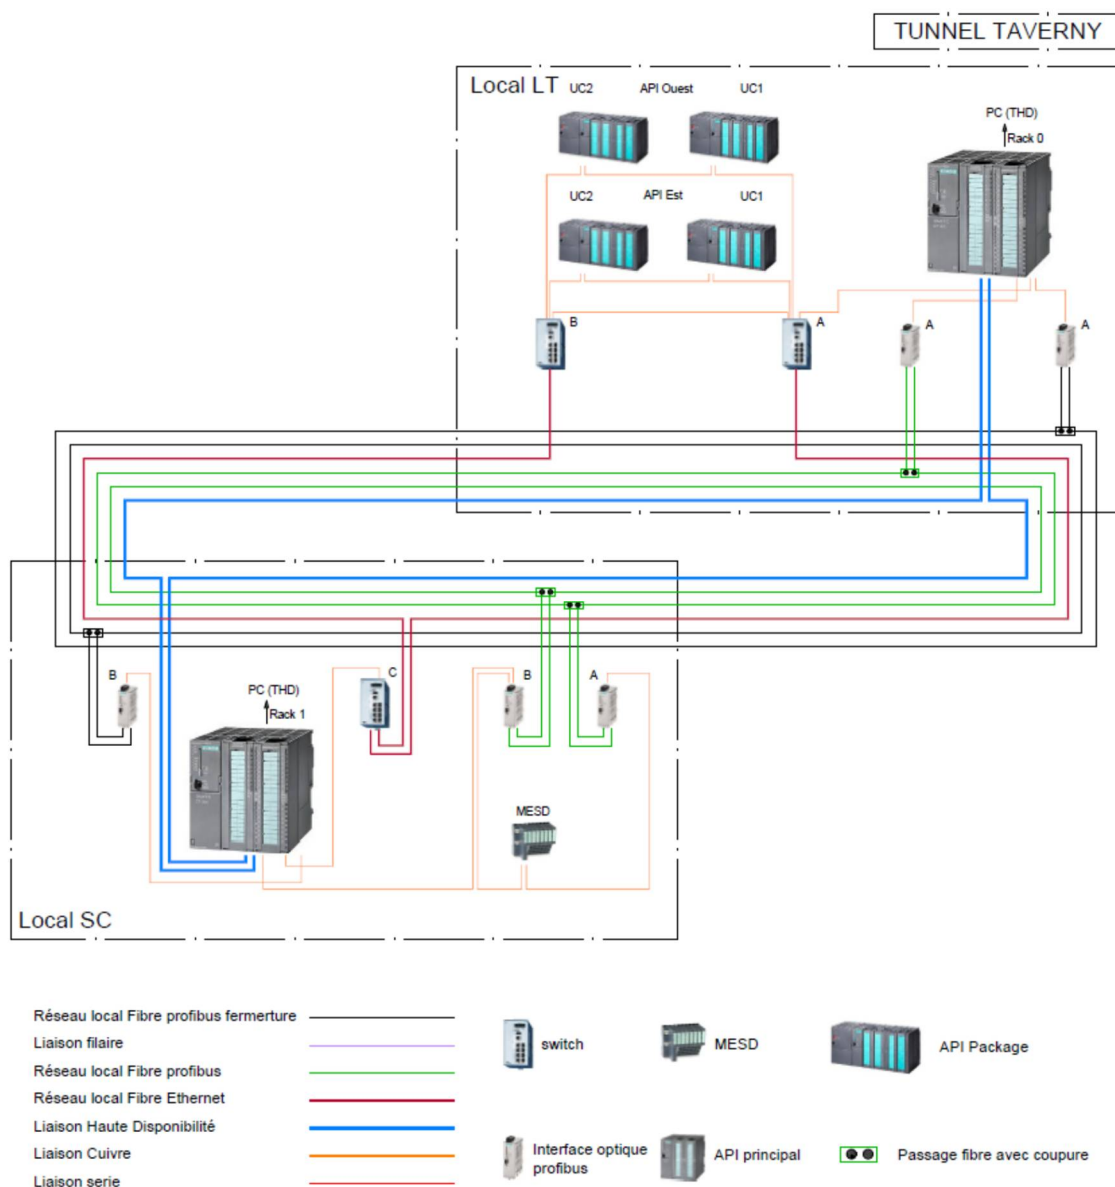 TUNNEL TAVERNY
Local LT
UC2 API Ouest UC1
PC (THD)
Rack 0
UC2 API Est UC1
B
A
A
A
B
PC (THD)
Rack 1
C
B
A
MESD
Local SC
Réseau local Fibre profibus fermerture
Liaison filaire
Réseau local Fibre profibus
Réseau local Fibre Ethernet
Liaison Haute Disponibilité
Liaison Cuivre
Liaison serie
switch
MESD
API Package
Interface optique
profibus
API principal
Passage fibre avec coupure